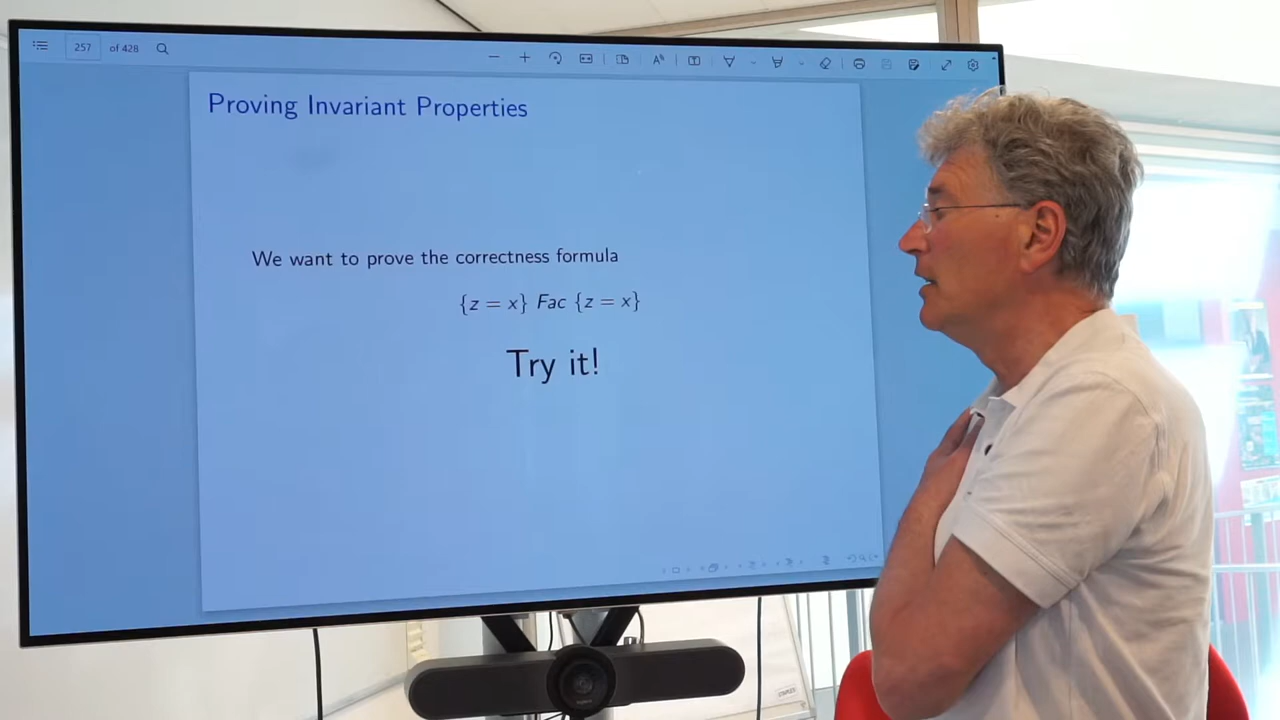 257 of 428
Proving Invariant Properties
We want to prove the correctness formula
{z = x} Fac {z = x}
Try it!